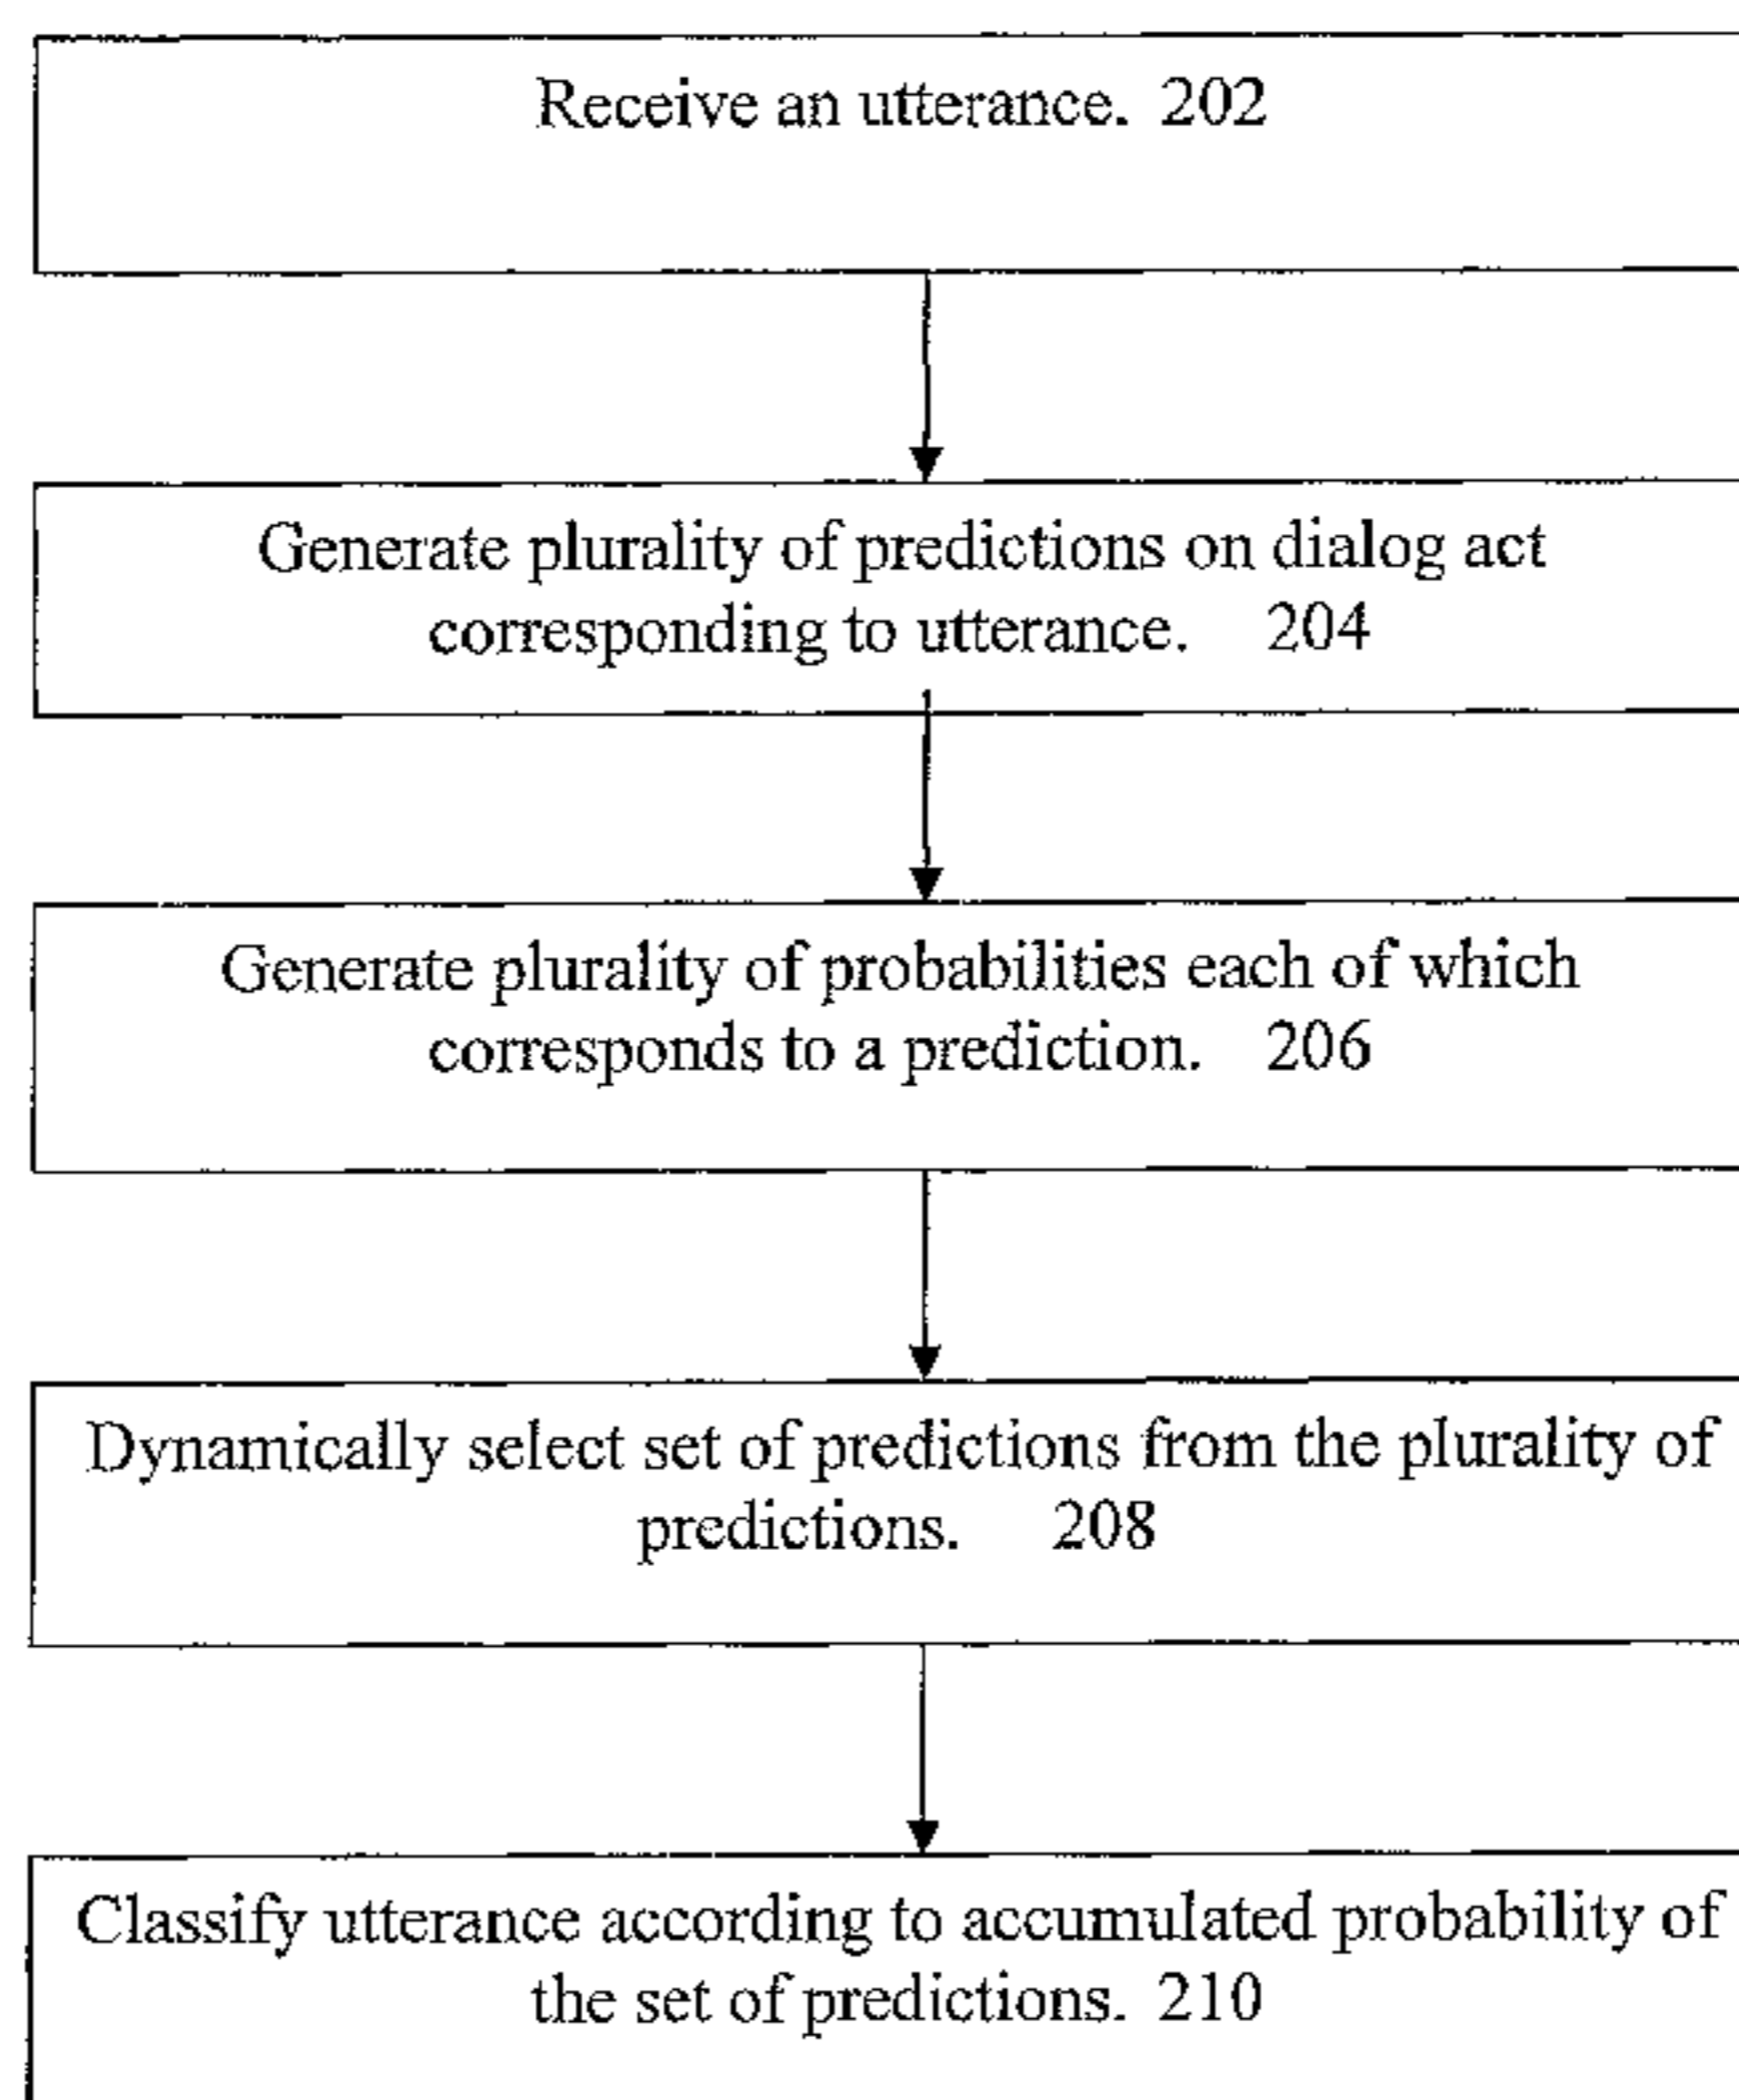 Receive an utterance. 202
Generate plurality of predictions on dialog act
corresponding to utterance. 204
Generate plurality of probabilities each of which
corresponds to a prediction. 206
Dynamically select set of predictions from the plurality of
predictions. 208
Classify utterance according to accumulated probability of
the set of predictions. 210